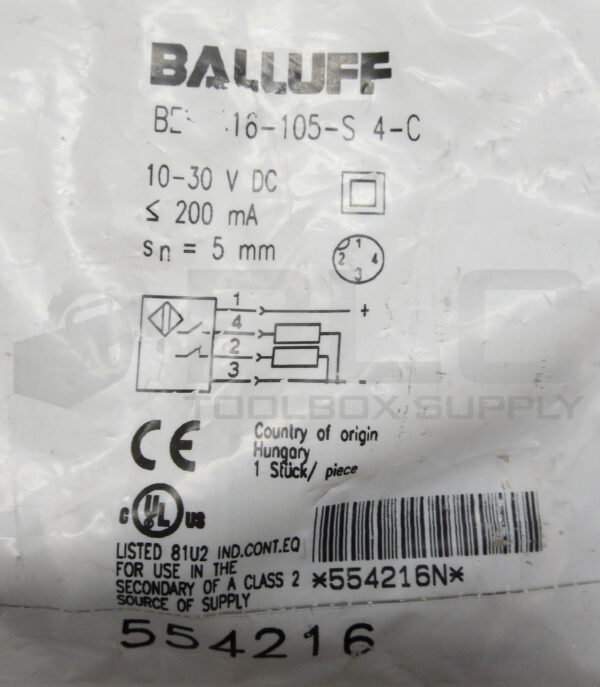 BALLUFF
16-105-S 4-C
10-30 V DC
≤ 200 mA
sn = 5 mm
1
2 4
3
1 +
4
2
3 -
PLC
TOOLBOX SUPPLY
CE
Country of origin
Hungary
1 Stück/ piece
c UL us
LISTED 81U2 IND.CONT.EQ
FOR USE IN THE
SECONDARY OF A CLASS 2
SOURCE OF SUPPLY
*554216N*
554216